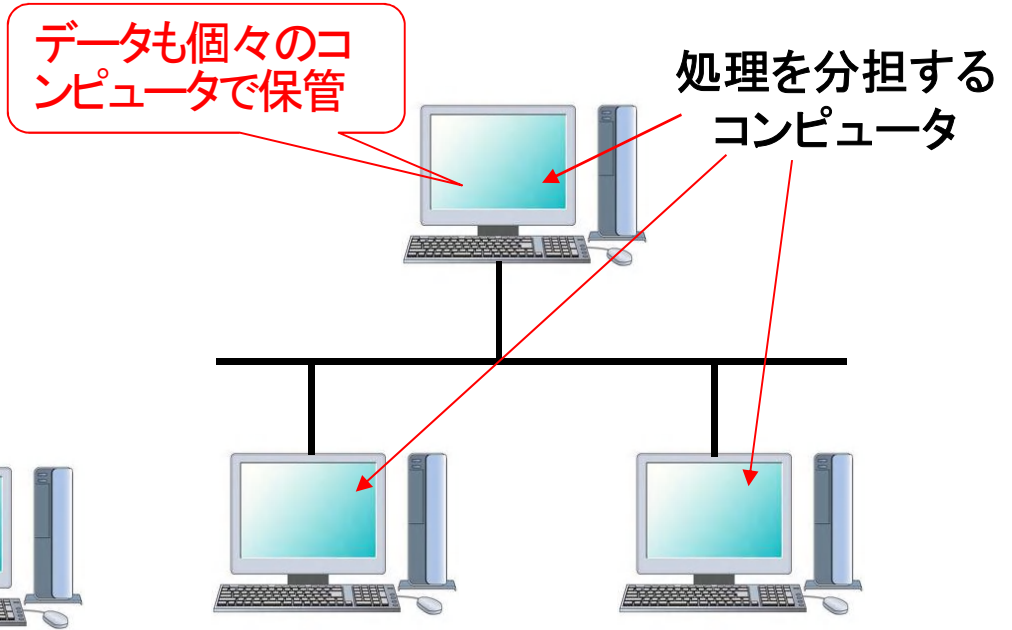 データも個々のコ
ンピュータで保管
処理を分担する
コンピュータ